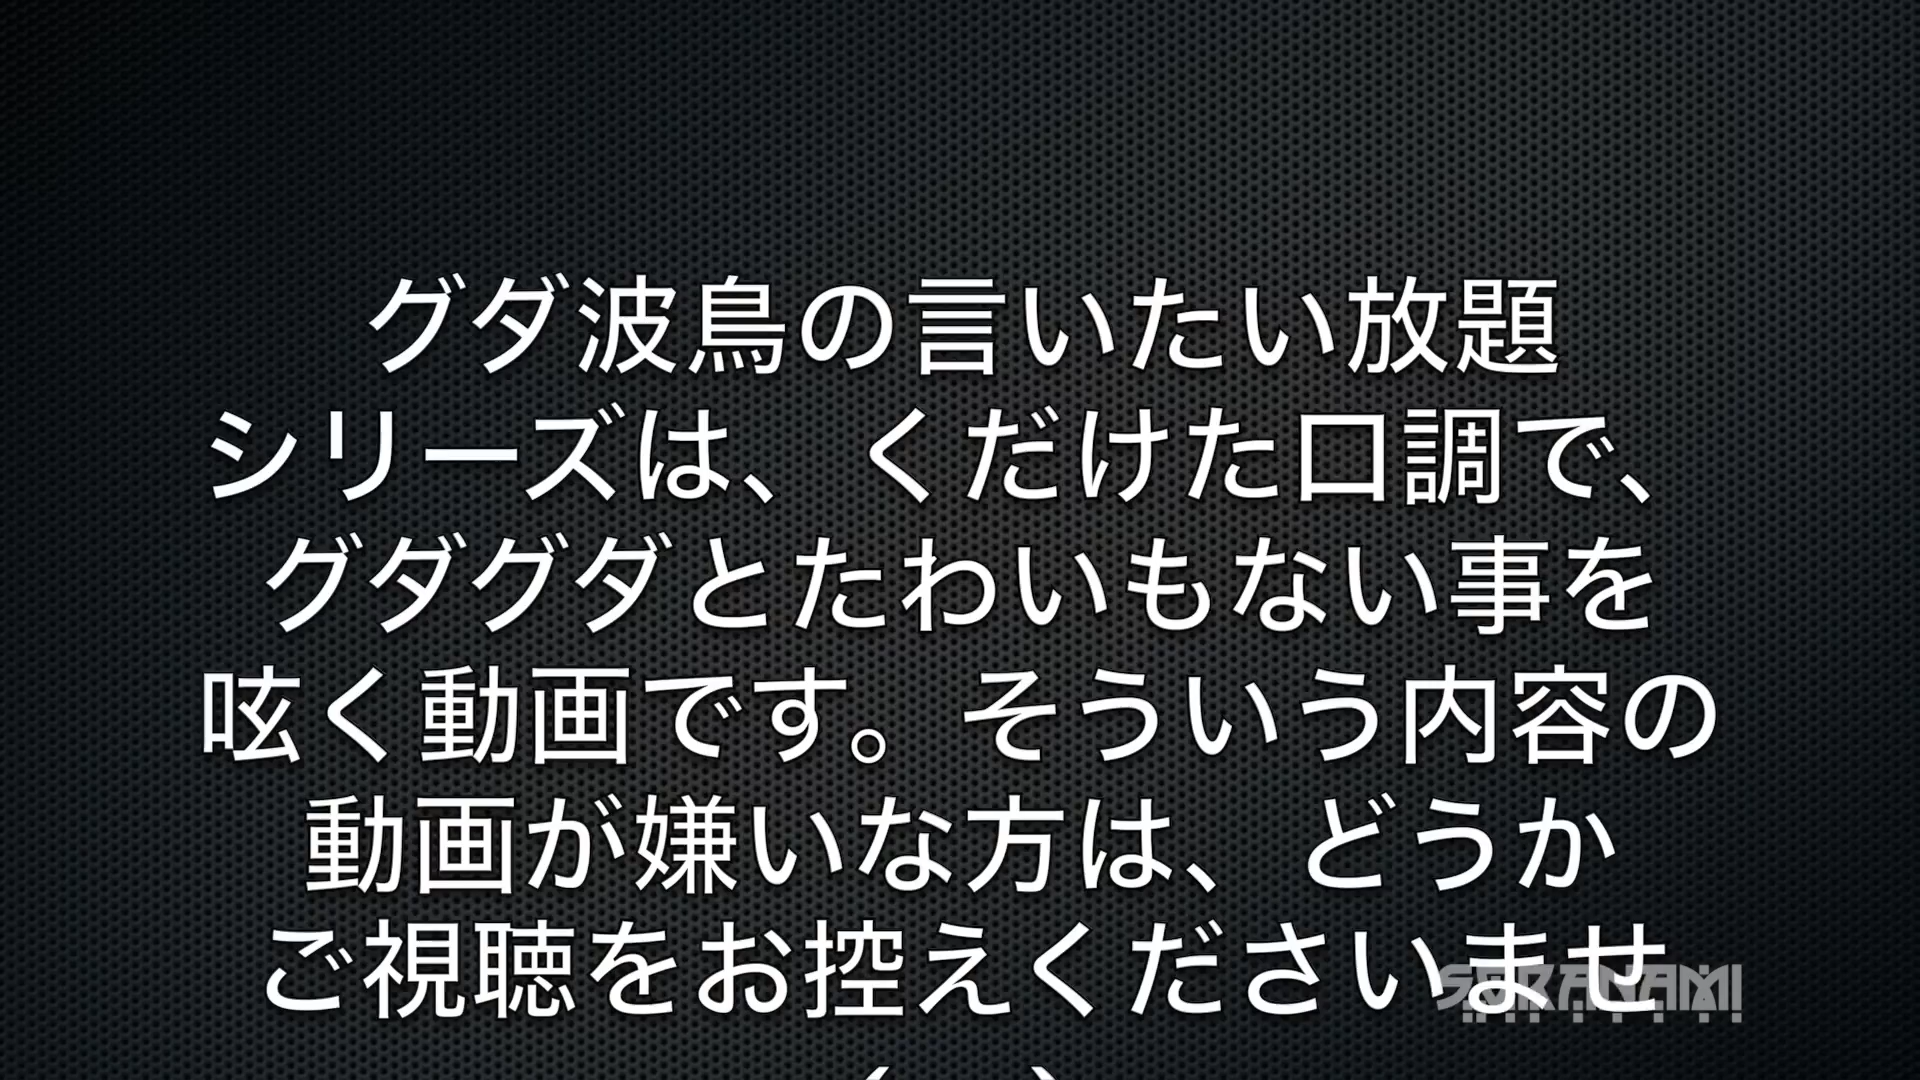 グダ波鳥の言いたい放題
シリーズは、くだけた口調で、
グダグダとたわいもない事を
呟く動画です。そういう内容の
動画が嫌いな方は、どうか
ご視聴をお控えくださいませ
SORANAMI